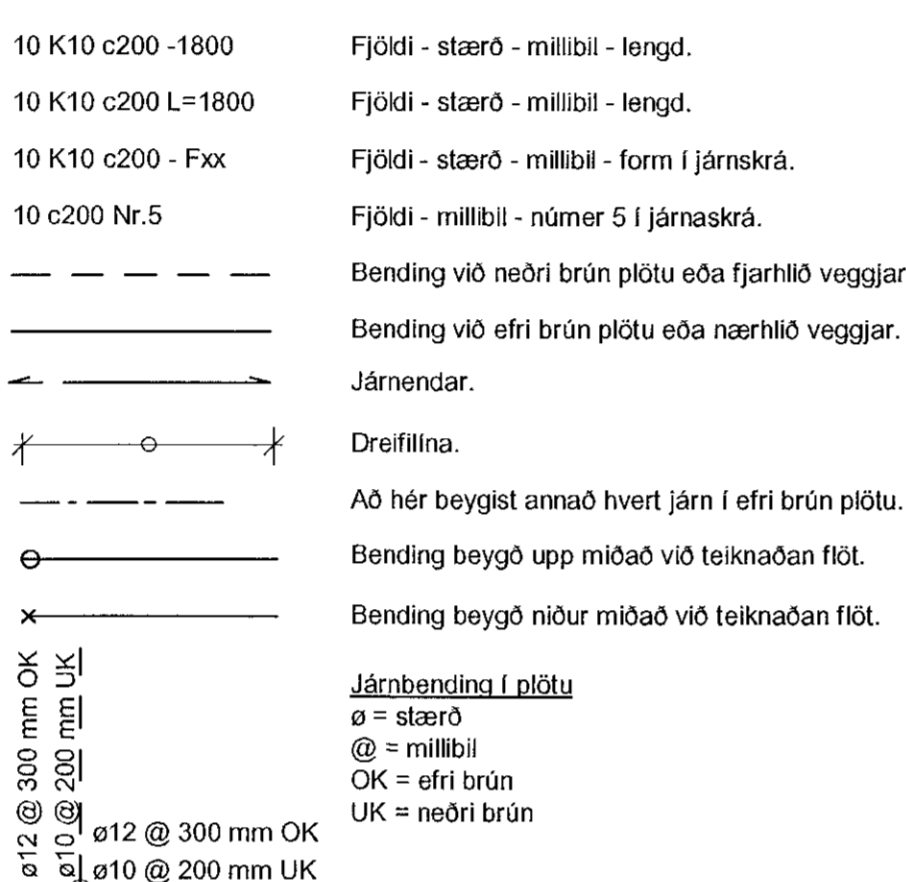 10 K10 c200 -1800 Fjöldi - stærð - millibil - lengd.
10 K10 c200 L=1800 Fjöldi - stærð - millibil - lengd.
10 K10 c200 - Fxx Fjöldi - stærð - millibil - form í járnskrá.
10 c200 Nr.5 Fjöldi - millibil - númer 5 í járnaskrá.
Bending við neðri brún plötu eða fjarhlið veggjar
Bending við efri brún plötu eða nærhlið veggjar.
Járnendar.
Dreifilína.
Að hér beygist annað hvert járn í efri brún plötu.
Bending beygð upp miðað við teiknaðan flöt.
Bending beygð niður miðað við teiknaðan flöt.
ø12 @ 300 mm OK
ø10 @ 200 mm UK
ø12 @ 300 mm OK
ø10 @ 200 mm UK
Járnbending í plötu
ø = stærð
@ = millibil
OK = efri brún
UK = neðri brún